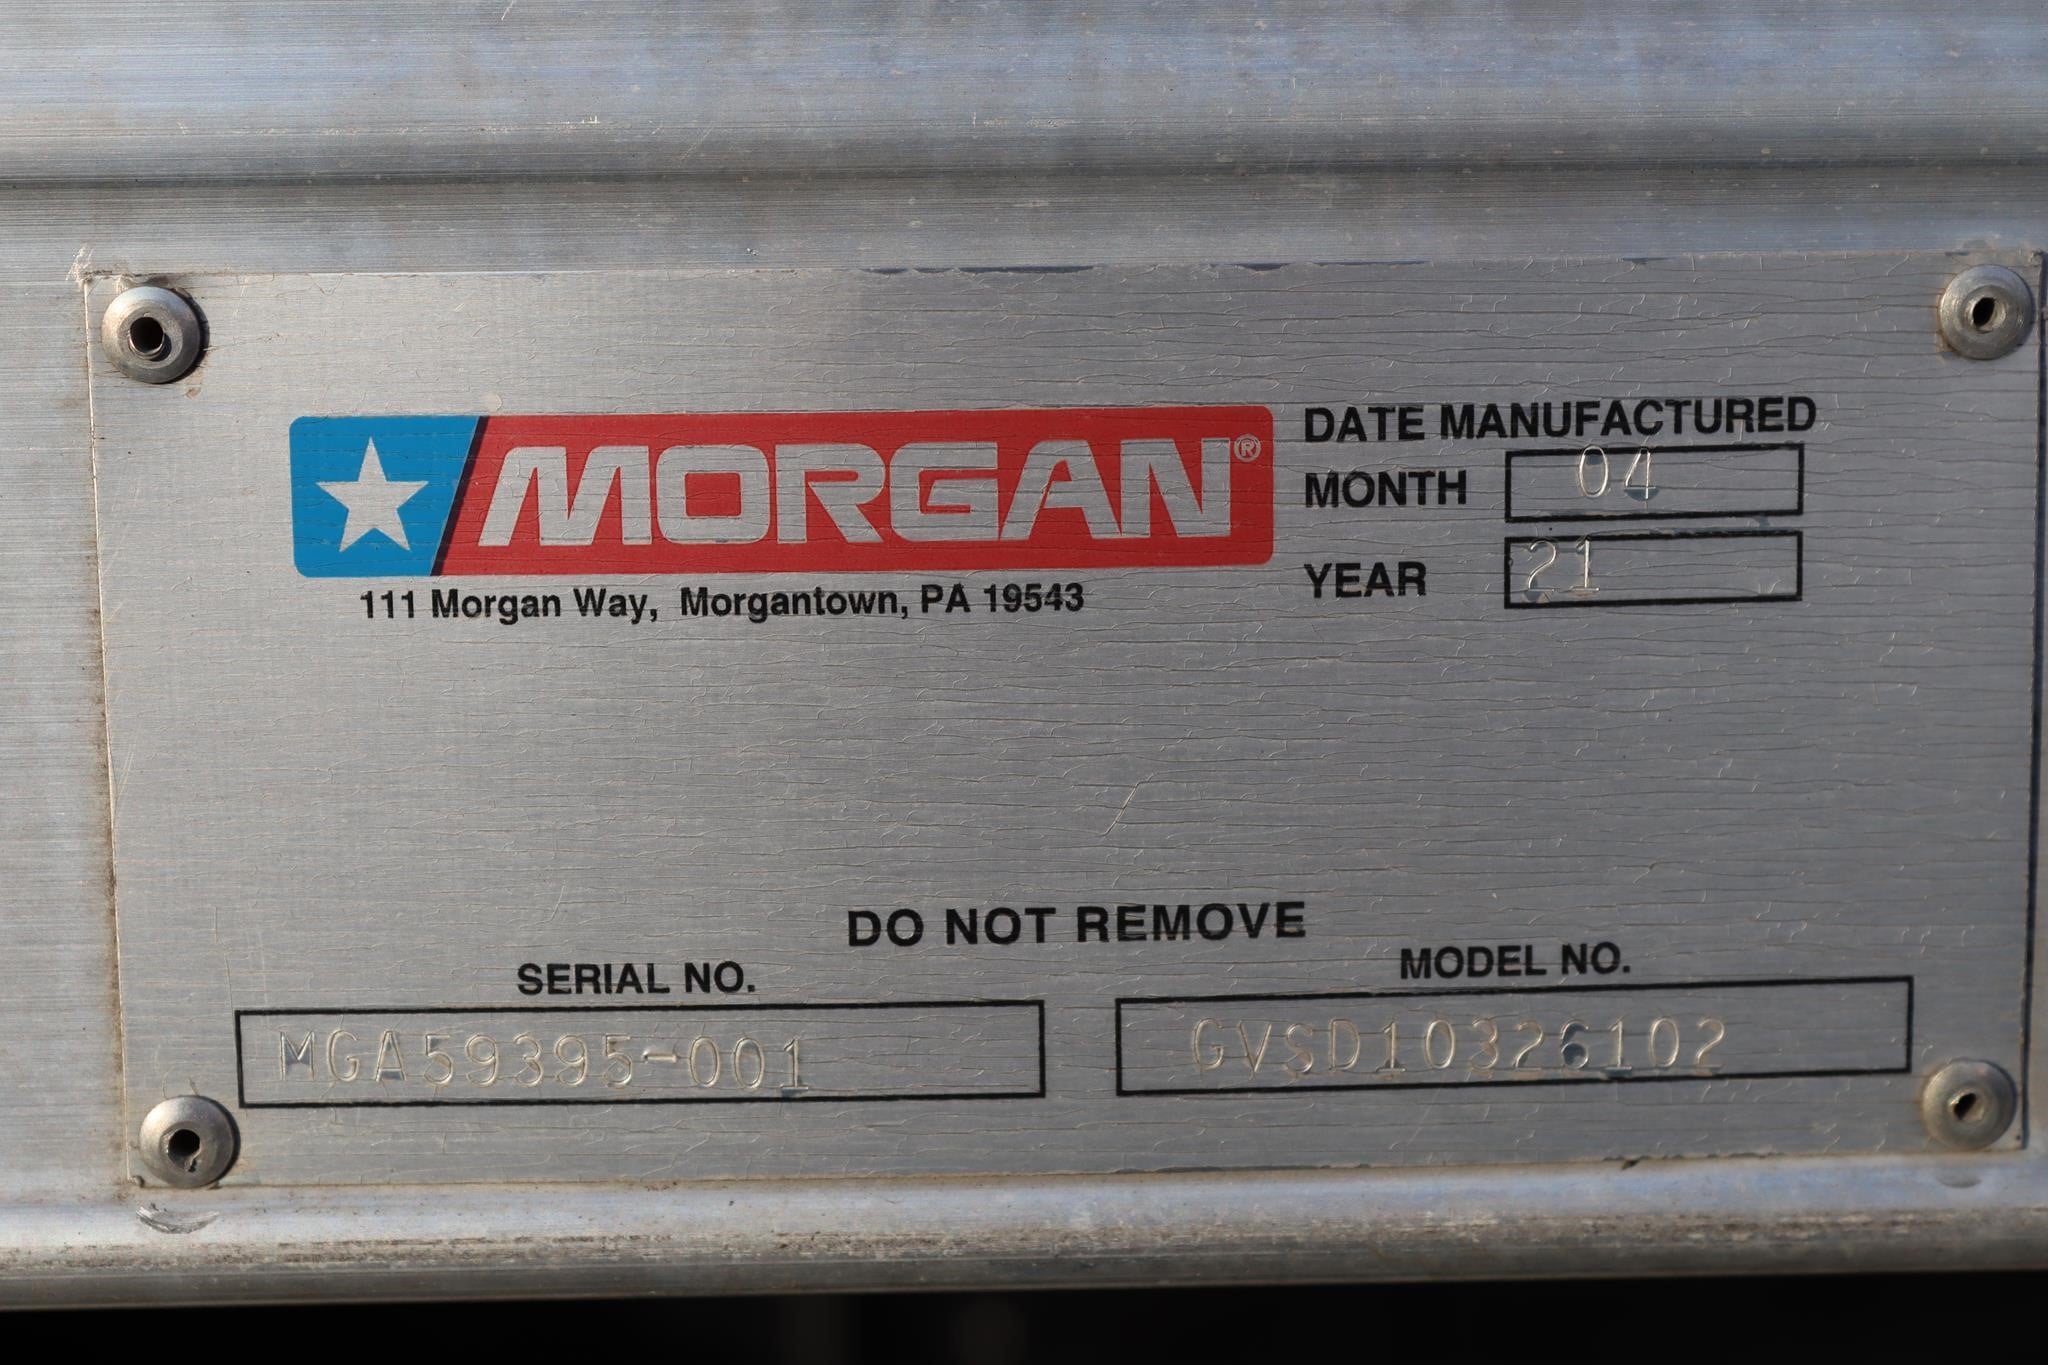 MORGAN®
111 Morgan Way, Morgantown, PA 19543
DATE MANUFACTURED
MONTH 04
YEAR 21
DO NOT REMOVE
SERIAL NO.
MGA59395-001
MODEL NO.
GVSD10326102